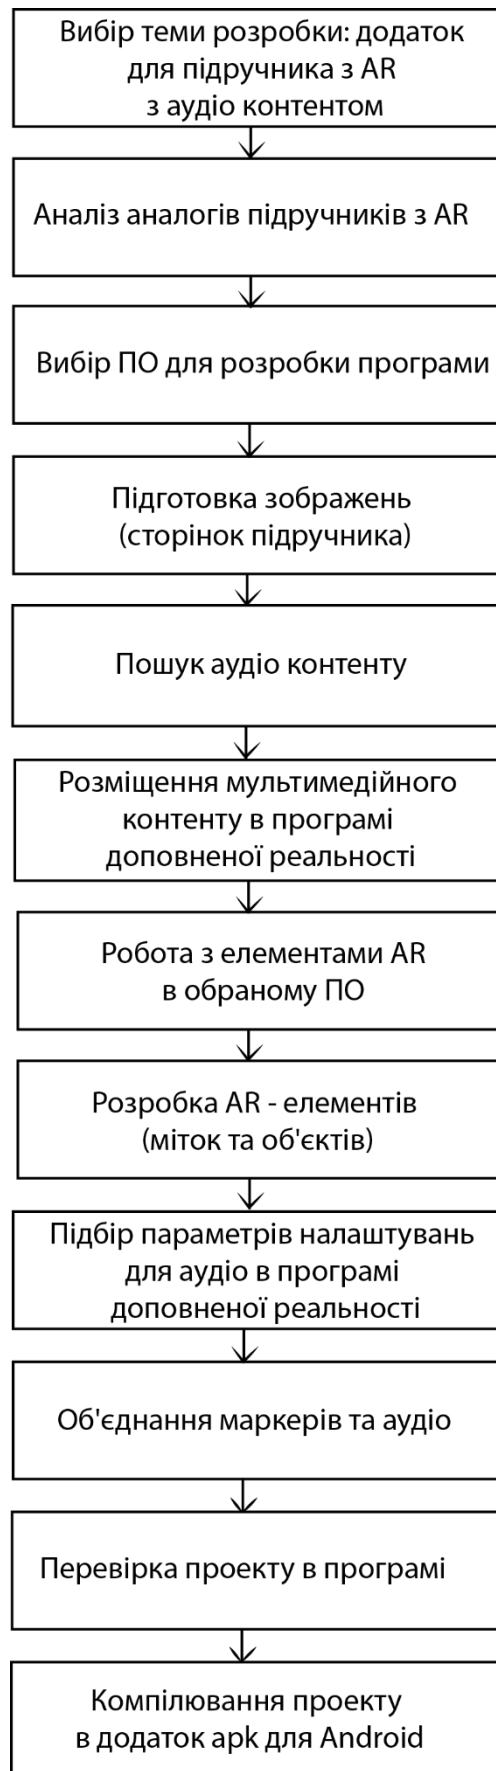 Вибір теми розробки: додаток
для підручника з AR
з аудіо контентом
Аналіз аналогів підручників з AR
Вибір ПО для розробки програми
Підготовка зображень
(сторінок підручника)
Пошук аудіо контенту
Розміщення мультимедійного
контенту в програмі
доповненої реальності
Робота з елементами AR
в обраному ПО
Розробка AR - елементів
(міток та об'єктів)
Підбір параметрів налаштувань
для аудіо в програмі
доповненої реальності
Об'єднання маркерів та аудіо
Перевірка проекту в програмі
Компілювання проекту
в додаток apk для Android